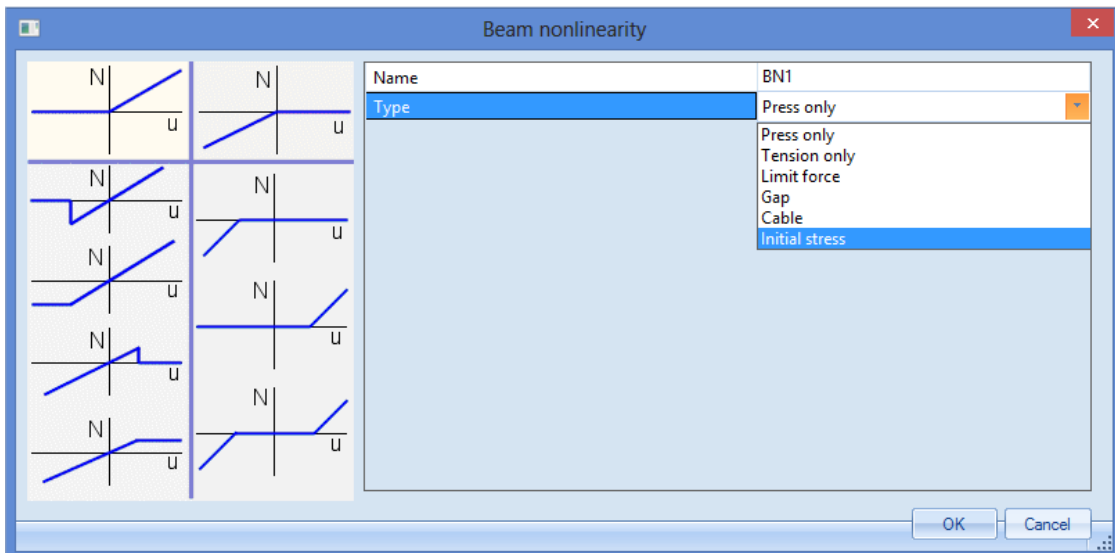 Beam nonlinearity
N
u
N
u
N
u
N
u
N
u
N
u
N
u
N
u
N
u
Name BN1
Type Press only
Press only
Tension only
Limit force
Gap
Cable
Initial stress
OK Cancel